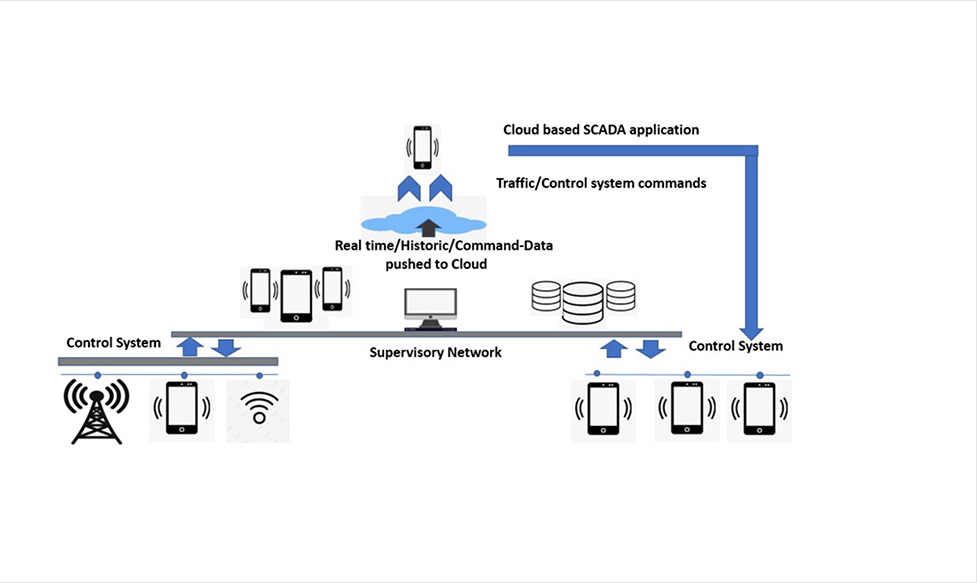 Cloud based SCADA application
Traffic/Control system commands
Real time/Historic/Command-Data
pushed to Cloud
Control System
Supervisory Network
Control System